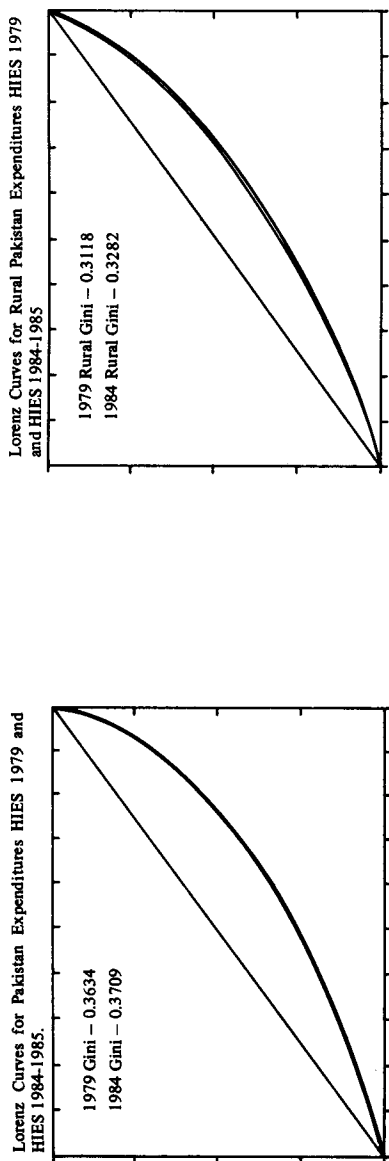 Lorenz Curves for Pakistan Expenditures HIES 1979 and
HIES 1984-1985.
1979 Gini – 0.3634
1984 Gini – 0.3709
Lorenz Curves for Rural Pakistan Expenditures HIES 1979
and HIES 1984-1985
1979 Rural Gini – 0.3118
1984 Rural Gini – 0.3282